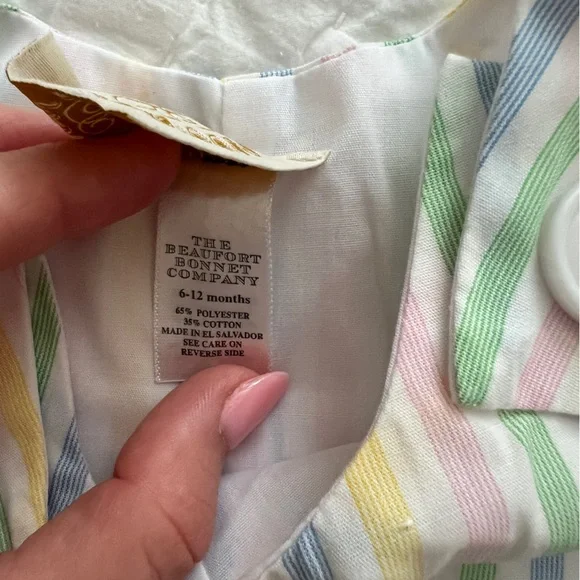 THE
BEAUFORT
BONNET
COMPANY
6-12 months
65% POLYESTER
35% COTTON
MADE IN EL SALVADOR
SEE CARE ON
REVERSE SIDE